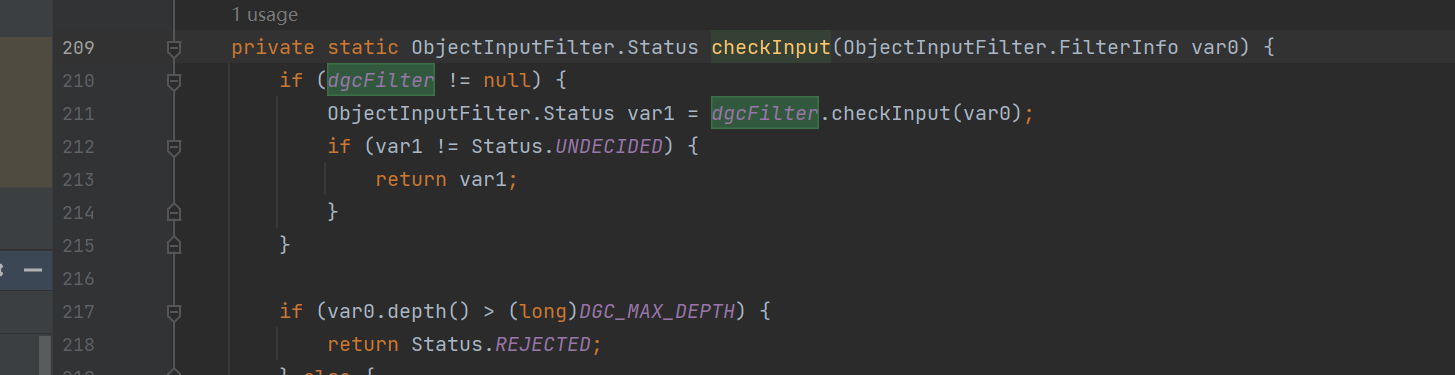 1 usage
209 private static ObjectInputFilter.Status checkInput(ObjectInputFilter.FilterInfo var0) {
210 if (dgcFilter != null) {
211 ObjectInputFilter.Status var1 = dgcFilter.checkInput(var0);
212 if (var1 != Status.UNDECIDED) {
213 return var1;
214 }
215 }
216
217 if (var0.depth() > (long)DGC_MAX_DEPTH) {
218 return Status.REJECTED;
219 } else {